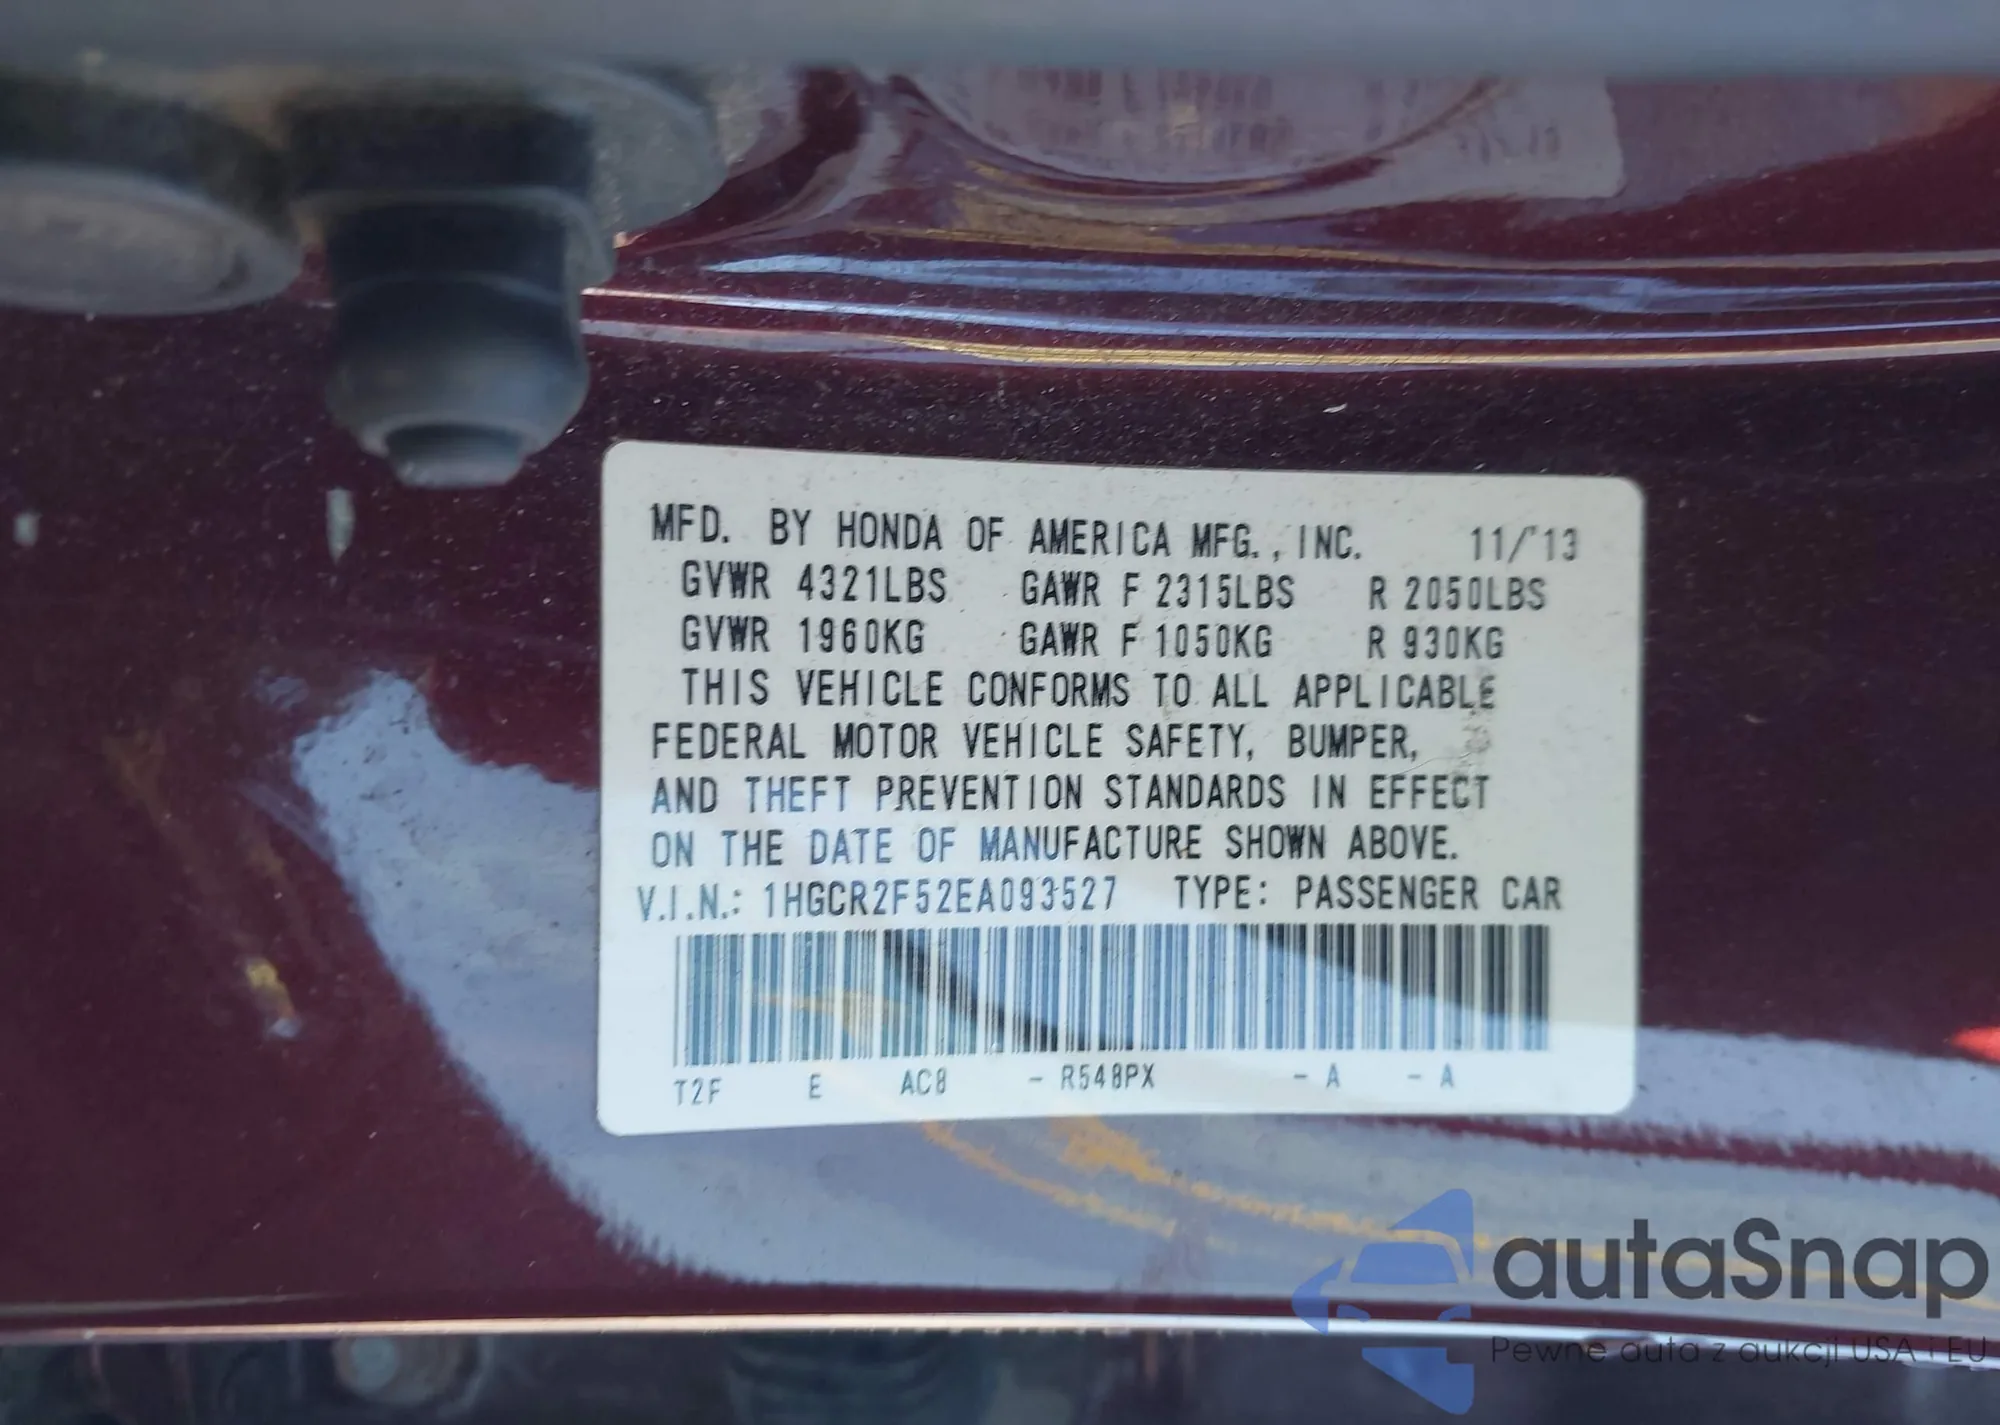 MFD. BY HONDA OF AMERICA MFG., INC. 11/'13
GVWR 4321LBS GAWR F 2315LBS R 2050LBS
GVWR 1960KG GAWR F 1050KG R 930KG
THIS VEHICLE CONFORMS TO ALL APPLICABLE
FEDERAL MOTOR VEHICLE SAFETY, BUMPER,
AND THEFT PREVENTION STANDARDS IN EFFECT
ON THE DATE OF MANUFACTURE SHOWN ABOVE.
V.I.N.: 1HGCR2F52EA093527 TYPE: PASSENGER CAR
T2F E AC8 - R548PX - A - A
autaSnap
Pewne auta z aukcji USA i EU